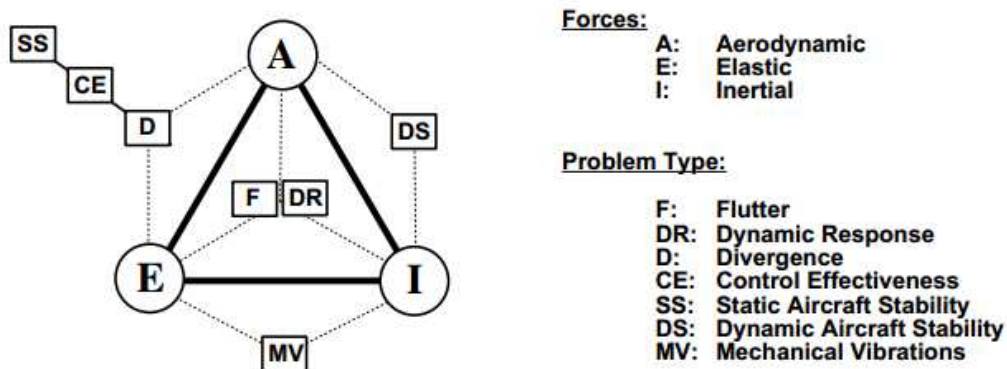 SS
CE
D
A
DS
F
DR
E
I
MV
Forces:
A: Aerodynamic
E: Elastic
I: Inertial
Problem Type:
F: Flutter
DR: Dynamic Response
D: Divergence
CE: Control Effectiveness
SS: Static Aircraft Stability
DS: Dynamic Aircraft Stability
MV: Mechanical Vibrations